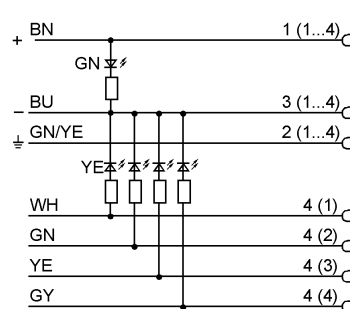 + BN 1 (1...4)
GN
− BU 3 (1...4)
GN/YE 2 (1...4)
YE
WH 4 (1)
GN 4 (2)
YE 4 (3)
GY 4 (4)